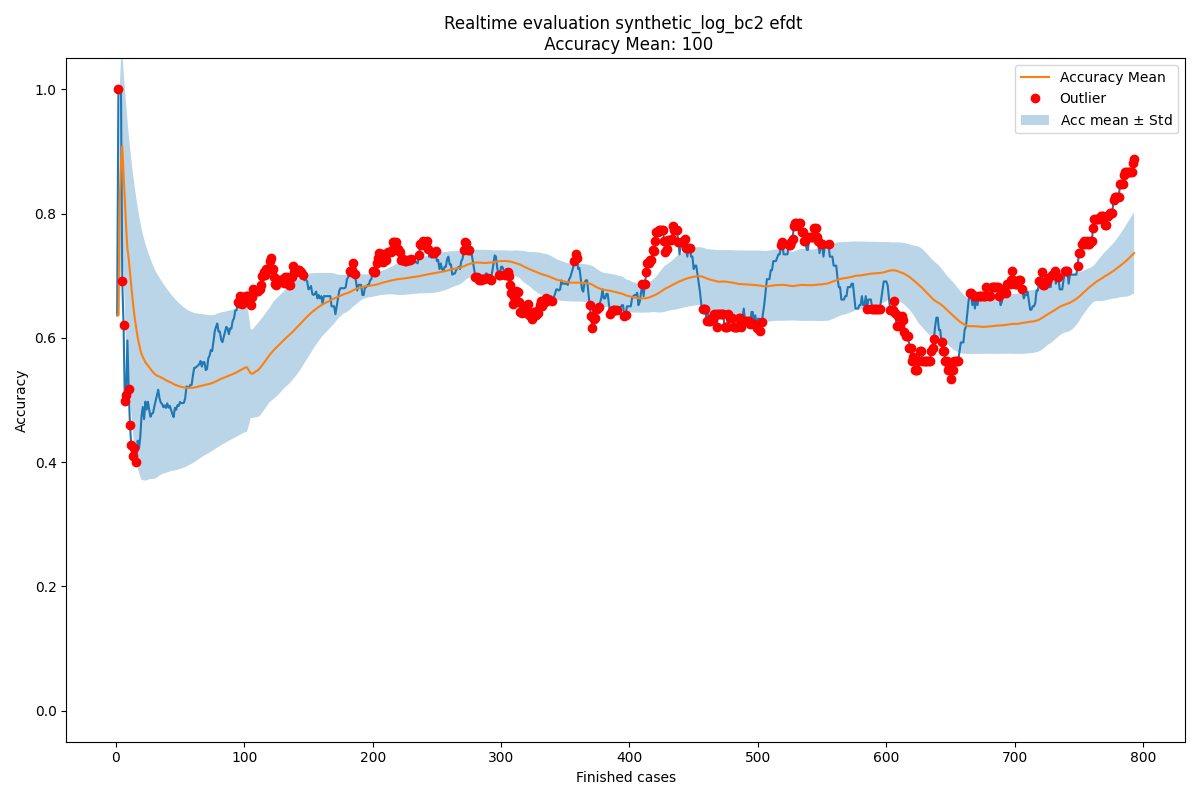 Realtime evaluation synthetic_log_bc2 efdt
Accuracy Mean: 100
Accuracy Mean
Outlier
Acc mean ± Std
1.0
0.8
0.6
0.4
0.2
0.0
Accuracy
0 100 200 300 400 500 600 700 800
Finished cases